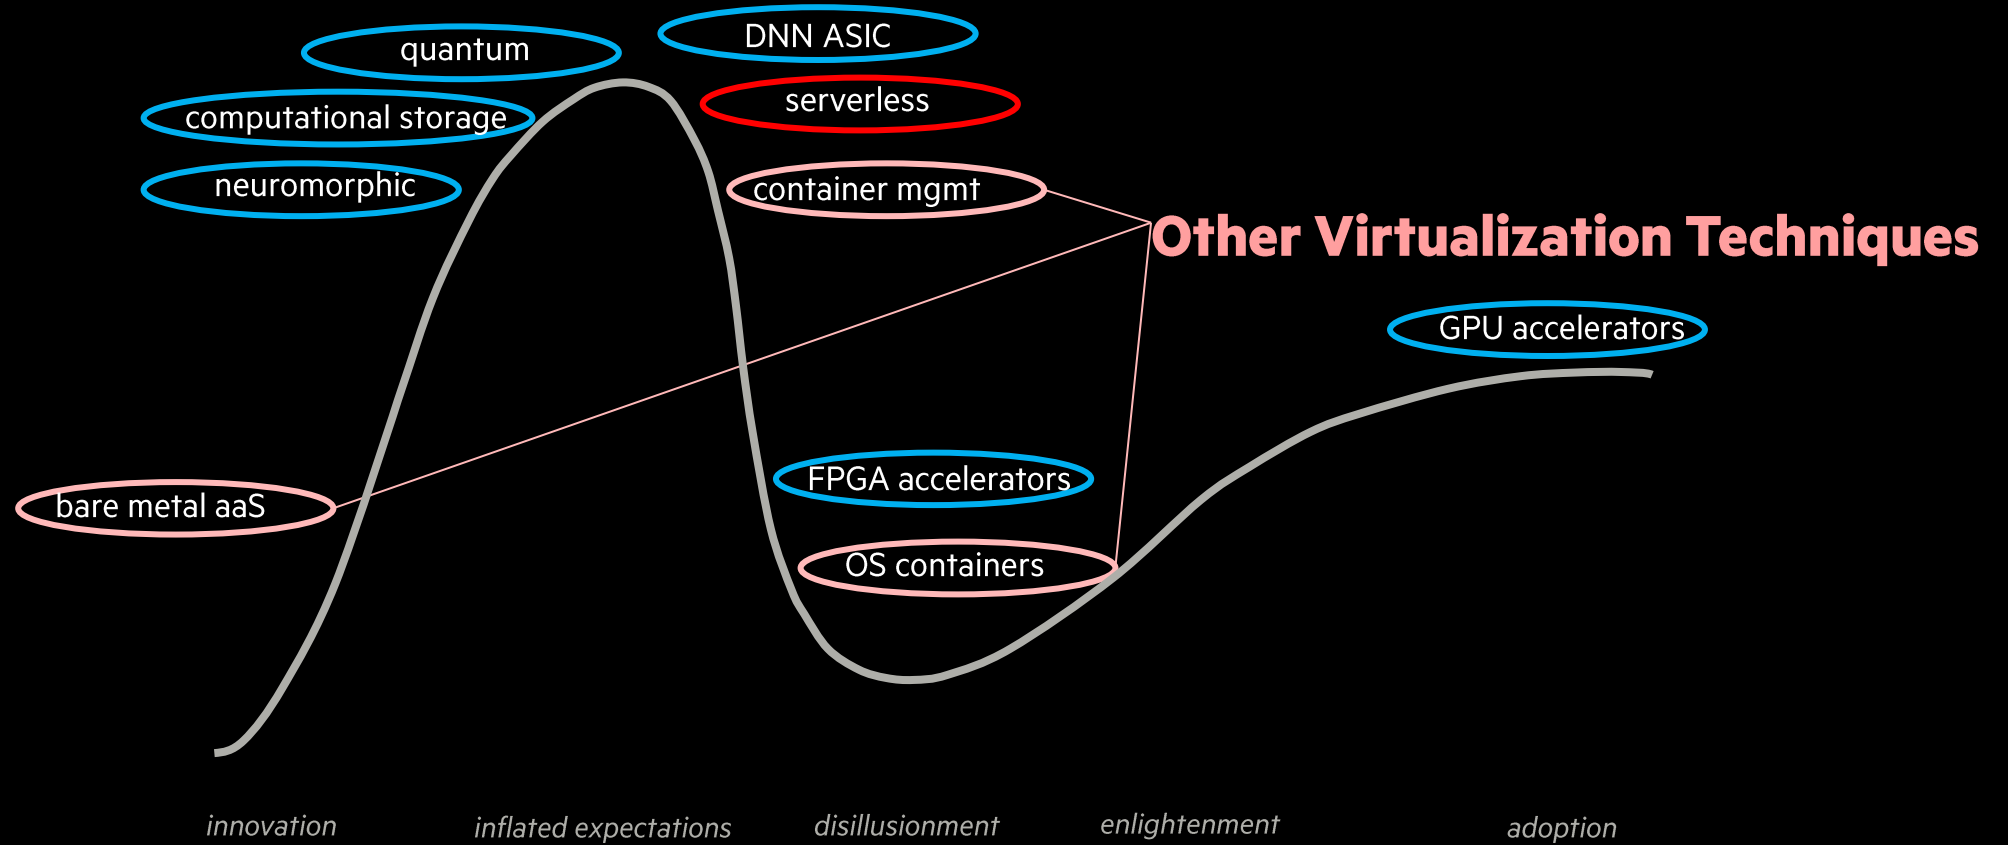 quantum
DNN ASIC
computational storage
serverless
neuromorphic
container mgmt
Other Virtualization Techniques
GPU accelerators
bare metal aaS
FPGA accelerators
OS containers
innovation
inflated expectations
disillusionment
enlightenment
adoption